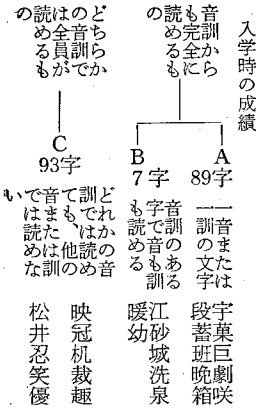 入学時の成績
音訓から
も完全に
読めるも
の
A
89字
一音または
一訓の文字
宇菓巨劇咲
段蓄班晩箱
B
7字
音訓のある
字で音も訓
も読める
江砂城洗泉
暖幼
どちらか
の音訓で
は全員が
読めるも
の
C
93字
どれかの音
訓では読め
ても、他の
音または訓
では読めな
い
映冠机裁趣
松井忍笑優